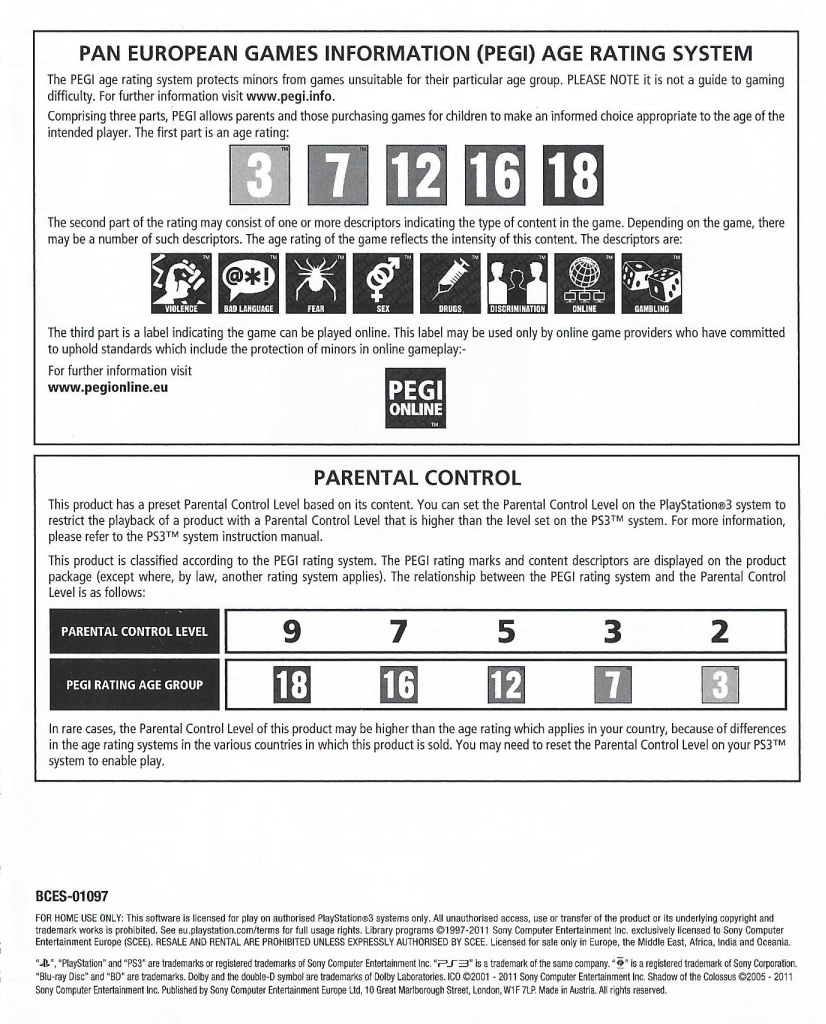 PAN EUROPEAN GAMES INFORMATION (PEGI) AGE RATING SYSTEM
The PEGI age rating system protects minors from games unsuitable for their particular age group. PLEASE NOTE it is not a guide to gaming
difficulty. For further information visit www.pegi.info.
Comprising three parts, PEGI allows parents and those purchasing games for children to make an informed choice appropriate to the age of the
intended player. The first part is an age rating:
3™ 7™ 12™ 16™ 18™
The second part of the rating may consist of one or more descriptors indicating the type of content in the game. Depending on the game, there
may be a number of such descriptors. The age rating of the game reflects the intensity of this content. The descriptors are:
™ ™ ™ ™ ™ ™ ™ ™
@*!
VIOLENCE BAD LANGUAGE FEAR SEX DRUGS DISCRIMINATION ONLINE GAMBLING
The third part is a label indicating the game can be played online. This label may be used only by online game providers who have committed
to uphold standards which include the protection of minors in online gameplay:-
For further information visit
www.pegionline.eu
PEGI
ONLINE
™
PARENTAL CONTROL
This product has a preset Parental Control Level based on its content. You can set the Parental Control Level on the PlayStation®3 system to
restrict the playback of a product with a Parental Control Level that is higher than the level set on the PS3™ system. For more information,
please refer to the PS3™ system instruction manual.
This product is classified according to the PEGI rating system. The PEGI rating marks and content descriptors are displayed on the product
package (except where, by law, another rating system applies). The relationship between the PEGI rating system and the Parental Control
Level is as follows:
PARENTAL CONTROL LEVEL 9 7 5 3 2
PEGI RATING AGE GROUP 18 16 12 7 3
In rare cases, the Parental Control Level of this product may be higher than the age rating which applies in your country, because of differences
in the age rating systems in the various countries in which this product is sold. You may need to reset the Parental Control Level on your PS3™
system to enable play.
BCES-01097
FOR HOME USE ONLY: This software is licensed for play on authorised PlayStation®3 systems only. All unauthorised access, use or transfer of the product or its underlying copyright and
trademark works is prohibited. See eu.playstation.com/terms for full usage rights. Library programs ©1997-2011 Sony Computer Entertainment Inc. exclusively licensed to Sony Computer
Entertainment Europe (SCEE). RESALE AND RENTAL ARE PROHIBITED UNLESS EXPRESSLY AUTHORISED BY SCEE. Licensed for sale only in Europe, the Middle East, Africa, India and Oceania.
“ ”, “PlayStation” and “PS3” are trademarks or registered trademarks of Sony Computer Entertainment Inc. “PS3” is a trademark of the same company. “ ” is a registered trademark of Sony Corporation.
“Blu-ray Disc” and “BD” are trademarks. Dolby and the double-D symbol are trademarks of Dolby Laboratories. ICO ©2001 - 2011 Sony Computer Entertainment Inc. Shadow of the Colossus ©2005 - 2011
Sony Computer Entertainment Inc. Published by Sony Computer Entertainment Europe Ltd, 10 Great Marlborough Street, London, W1F 7LP. Made in Austria. All rights reserved.